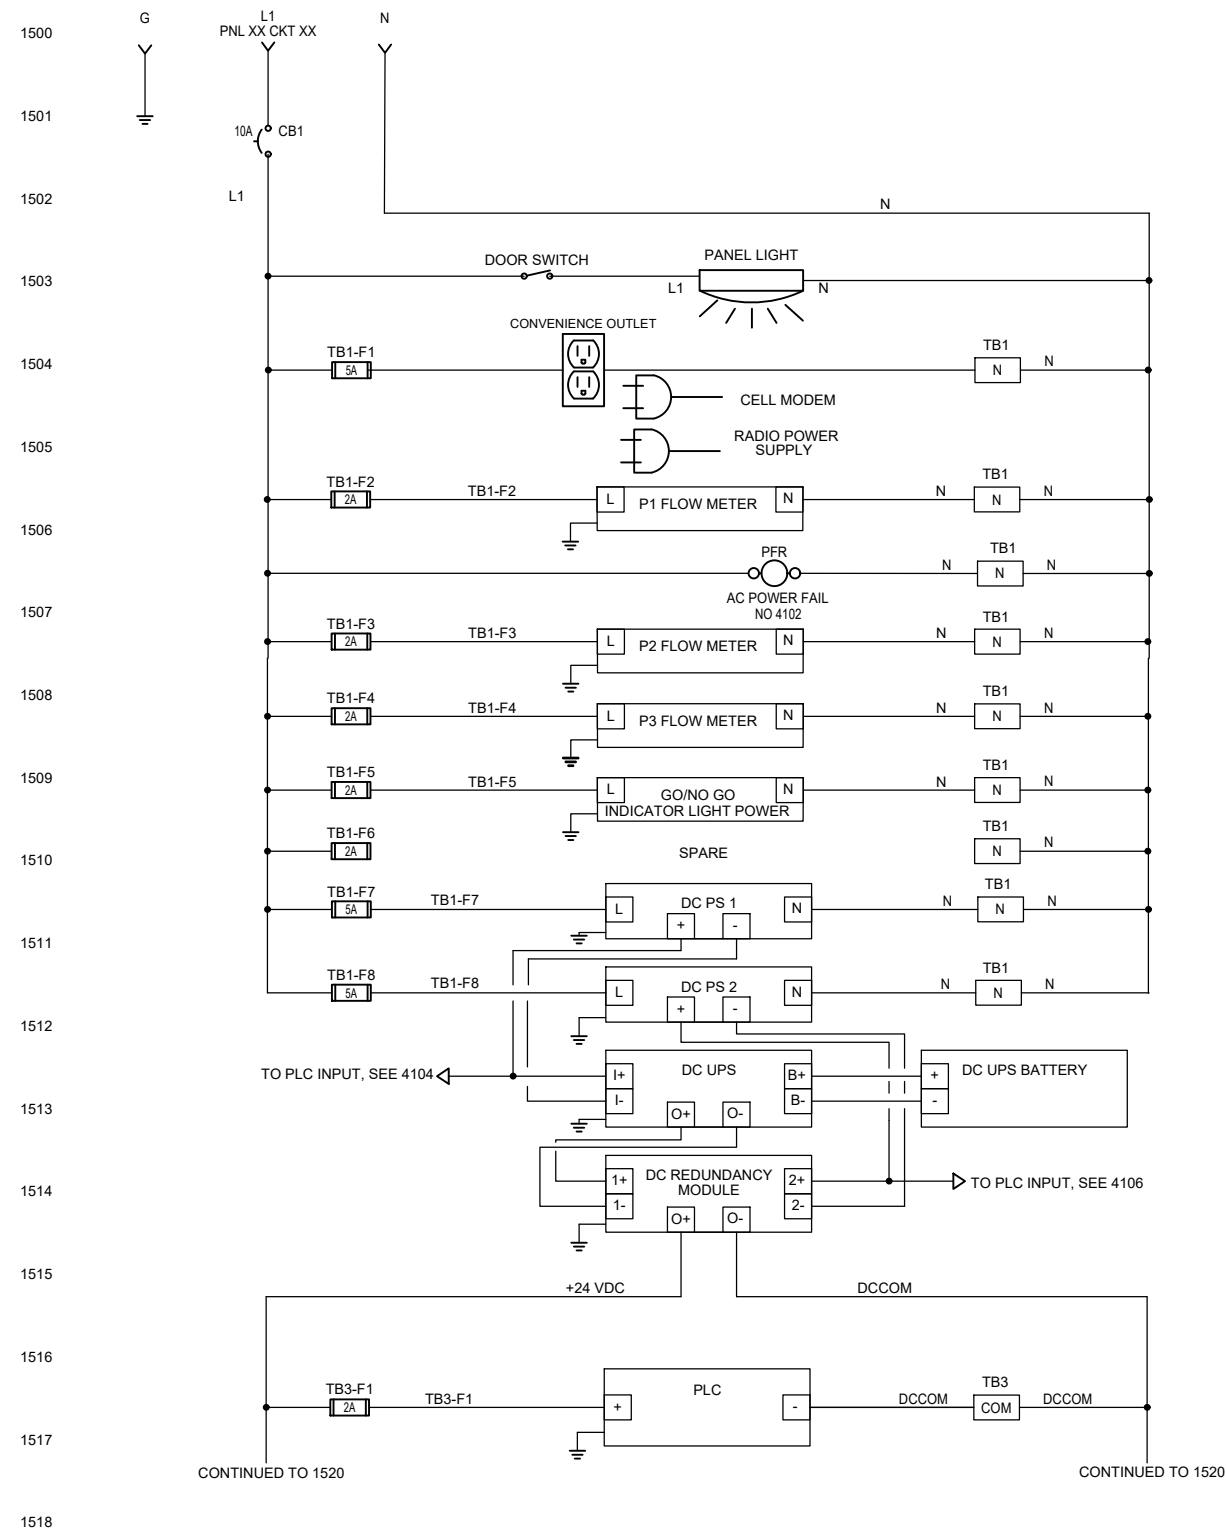 1500
G
L1
PNL XX CKT XX
N
1501
10A
CB1
1502
L1
N
DOOR SWITCH
PANEL LIGHT
1503
L1
N
CONVENIENCE OUTLET
1504
TB1-F1
5A
TB1
N
N
CELL MODEM
1505
RADIO POWER
SUPPLY
TB1-F2
2A
TB1-F2
L
P1 FLOW METER
N
N
TB1
N
N
1506
PFR
N
TB1
N
N
AC POWER FAIL
NO 4102
1507
TB1-F3
2A
TB1-F3
L
P2 FLOW METER
N
N
TB1
N
N
1508
TB1-F4
2A
TB1-F4
L
P3 FLOW METER
N
N
TB1
N
N
1509
TB1-F5
2A
TB1-F5
L
GO/NO GO
INDICATOR LIGHT POWER
N
N
TB1
N
N
1510
TB1-F6
2A
SPARE
TB1
N
N
TB1-F7
5A
TB1-F7
L
DC PS 1
+
-
N
N
TB1
N
N
1511
TB1-F8
5A
TB1-F8
L
DC PS 2
+
-
N
N
TB1
N
N
1512
TO PLC INPUT, SEE 4104
I+
I-
DC UPS
O+
O-
B+
B-
+
-
DC UPS BATTERY
1513
1514
1+
1-
DC REDUNDANCY
MODULE
O+
O-
2+
2-
TO PLC INPUT, SEE 4106
1515
+24 VDC
DCCOM
1516
TB3-F1
2A
TB3-F1
+
PLC
-
DCCOM
TB3
COM
DCCOM
1517
CONTINUED TO 1520
CONTINUED TO 1520
1518